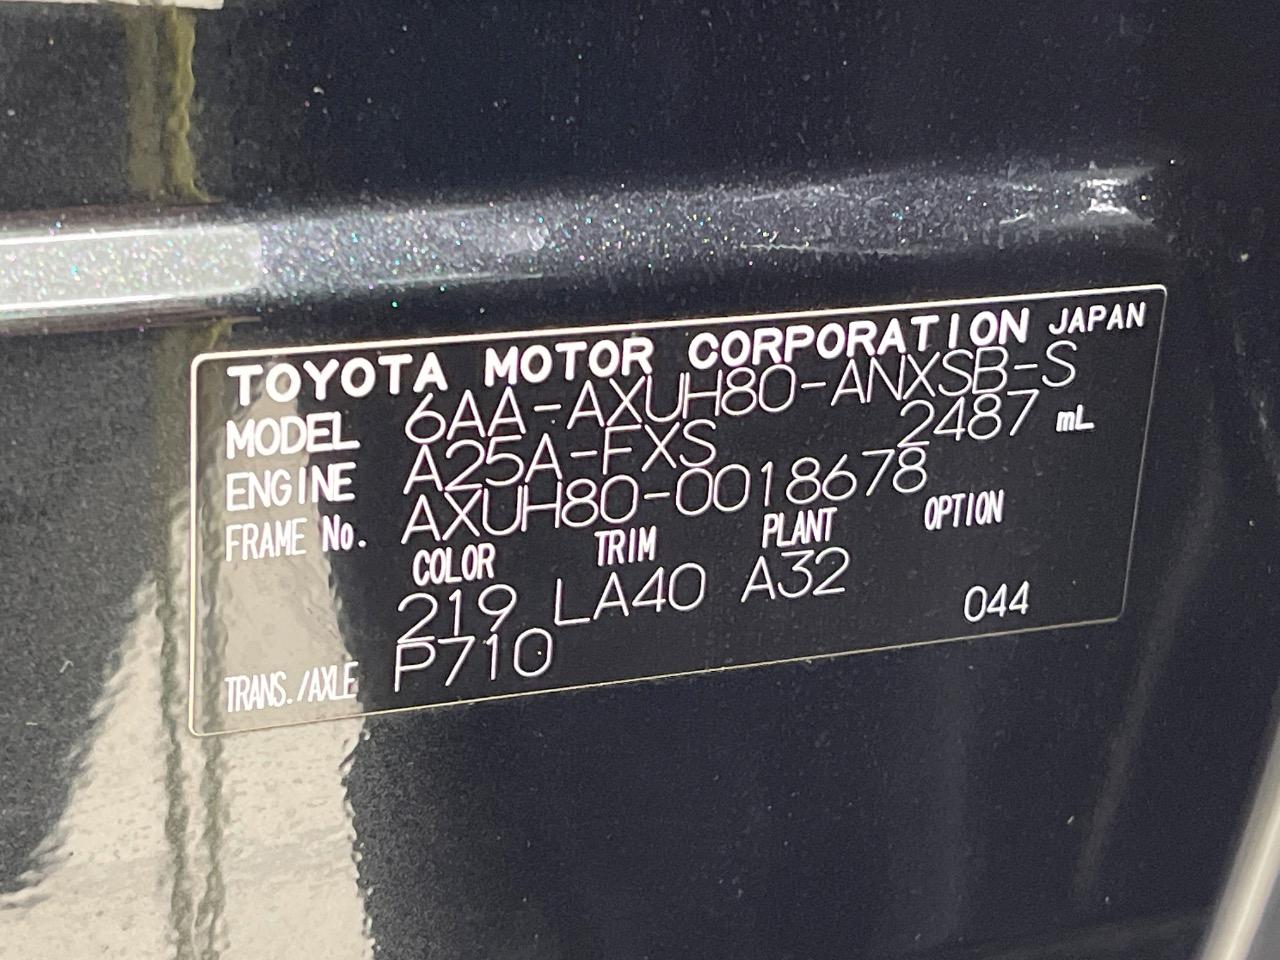 TOYOTA MOTOR CORPORATION JAPAN
MODEL 6AA-AXUH80-ANXSB-S
ENGINE A25A-FXS 2487 mL
FRAME No. AXUH80-0018678
COLOR TRIM PLANT OPTION
219 LA40 A32
044
TRANS./AXLE P710